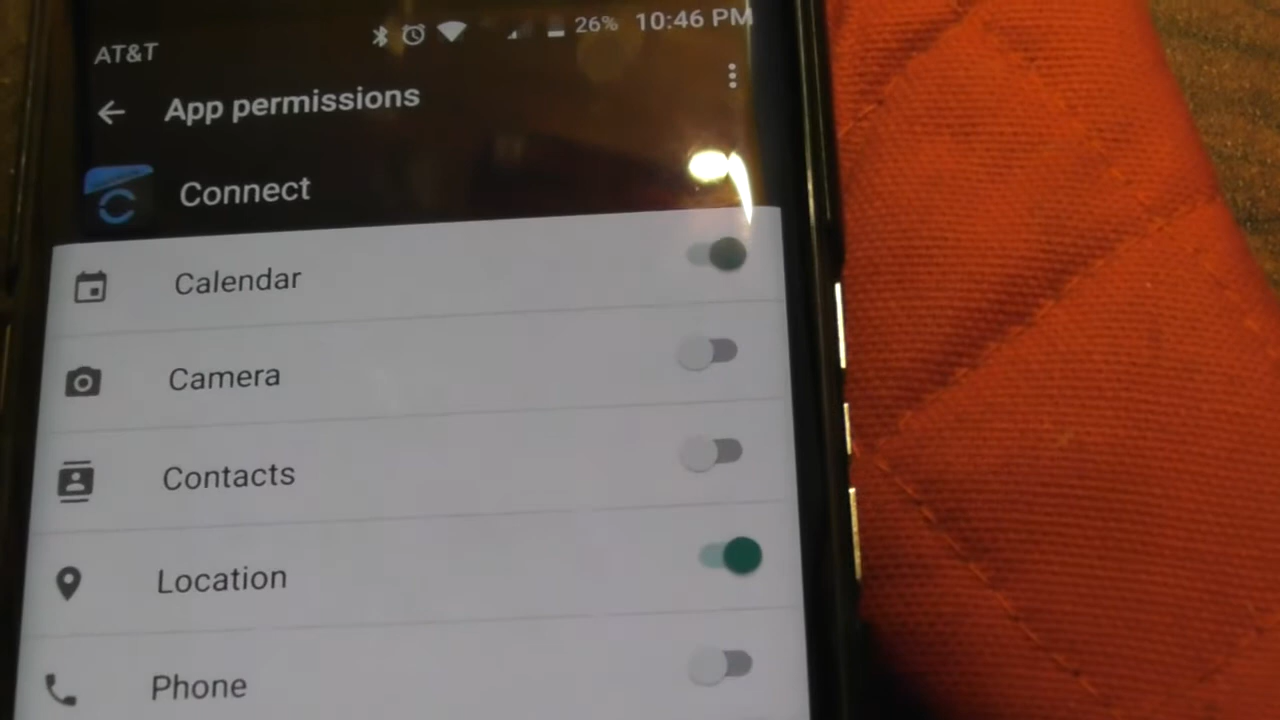 AT&T 26% 10:46 PM
App permissions
Connect
Calendar
Camera
Contacts
Location
Phone